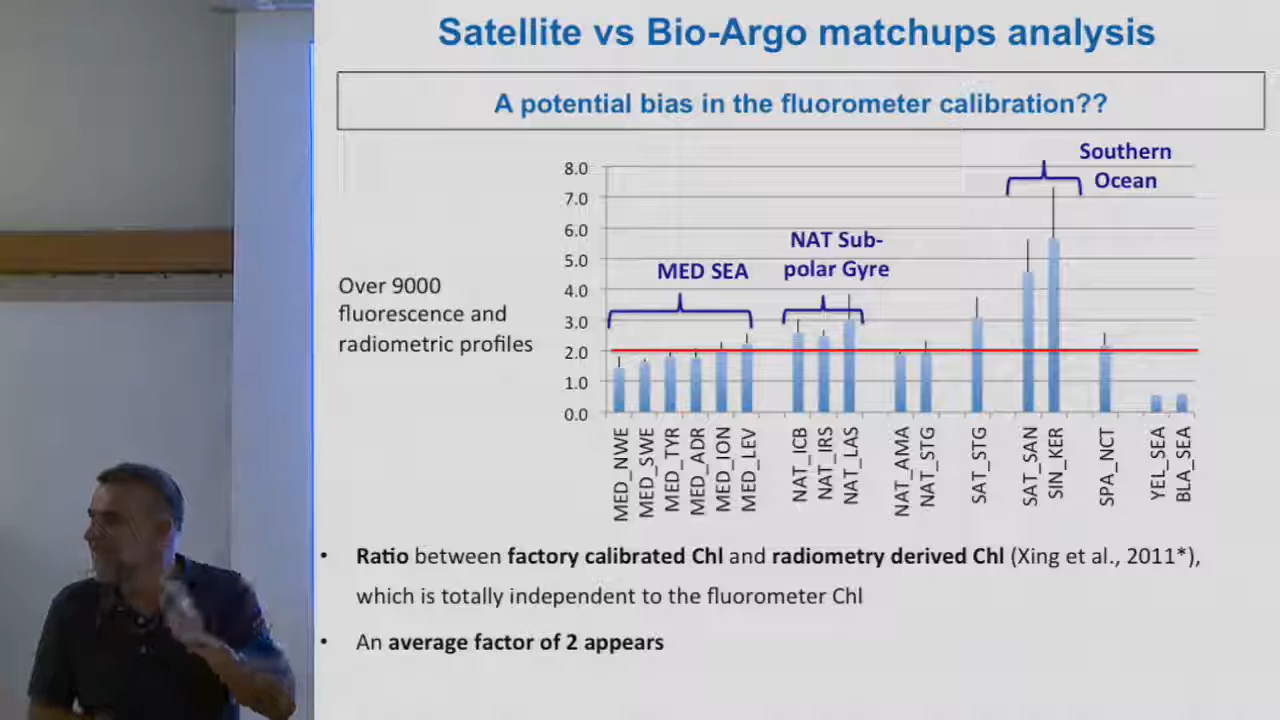 Satellite vs Bio-Argo matchups analysis
A potential bias in the fluorometer calibration??
Over 9000
fluorescence and
radiometric profiles
8.0
7.0
6.0
5.0
4.0
3.0
2.0
1.0
0.0
MED SEA
NAT Sub-
polar Gyre
Southern
Ocean
MED_NWE
MED_SWE
MED_TYR
MED_ADR
MED_ION
MED_LEV
NAT_ICB
NAT_IRS
NAT_LAS
NAT_AMA
NAT_STG
SAT_STG
SAT_SAN
SIN_KER
SPA_NCT
YEL_SEA
BLA_SEA
• Ratio between factory calibrated Chl and radiometry derived Chl (Xing et al., 2011*),
which is totally independent to the fluorometer Chl
• An average factor of 2 appears